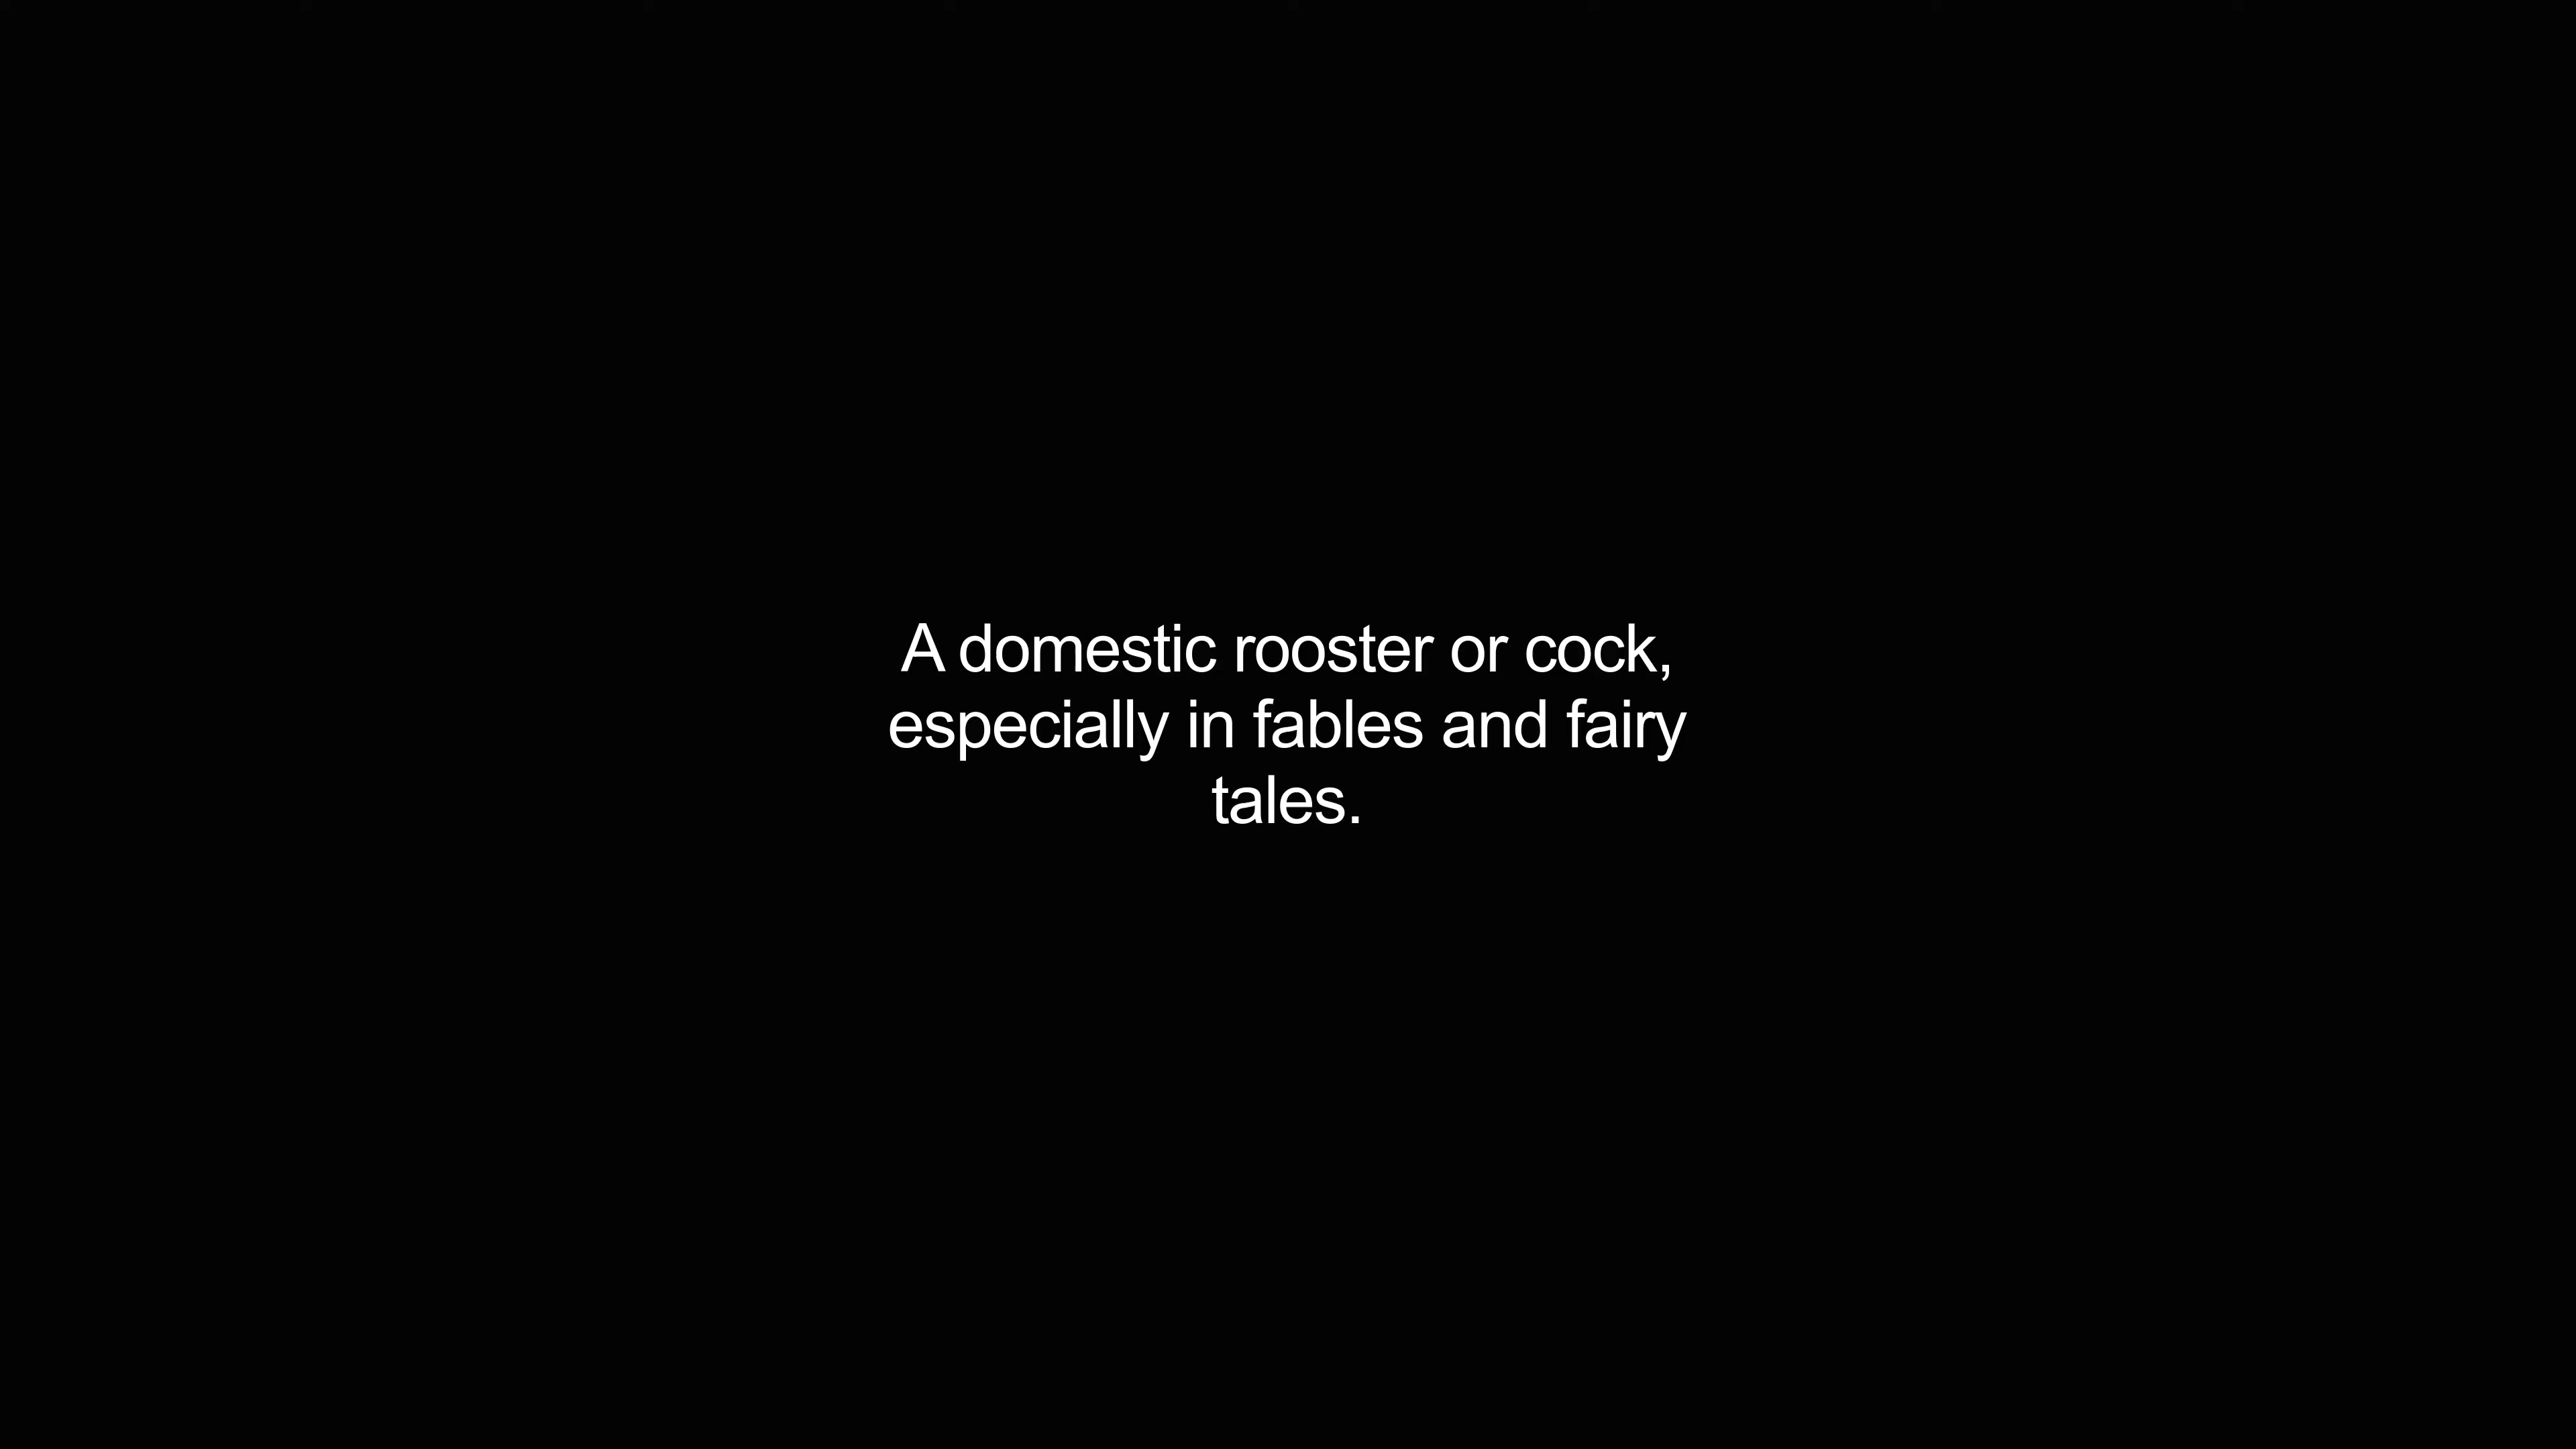 A domestic rooster or cock,
especially in fables and fairy
tales.